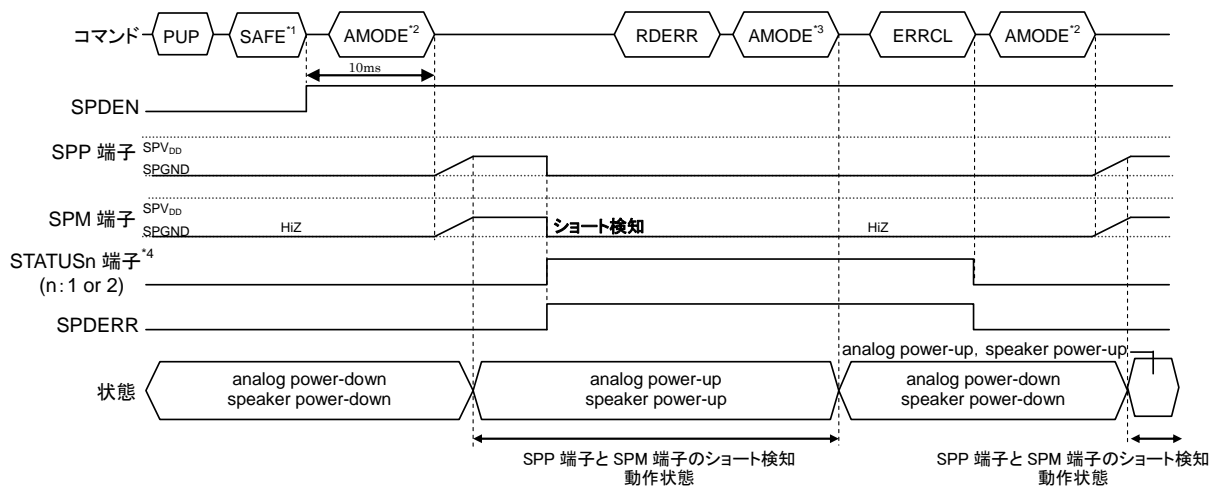 コマンド PUP SAFE*1 AMODE*2 RDERR AMODE*3 ERRCL AMODE*2
10ms
SPDEN
SPP 端子 SPVDD
SPGND
SPM 端子 SPVDD
SPGND HiZ ショート検知 HiZ
STATUSn 端子*4
(n:1 or 2)
SPDERR
analog power-up, speaker power-up
状態 analog power-down analog power-up analog power-down
speaker power-down speaker power-up speaker power-down
SPP 端子と SPM 端子のショート検知 SPP 端子と SPM 端子のショート検知
動作状態 動作状態